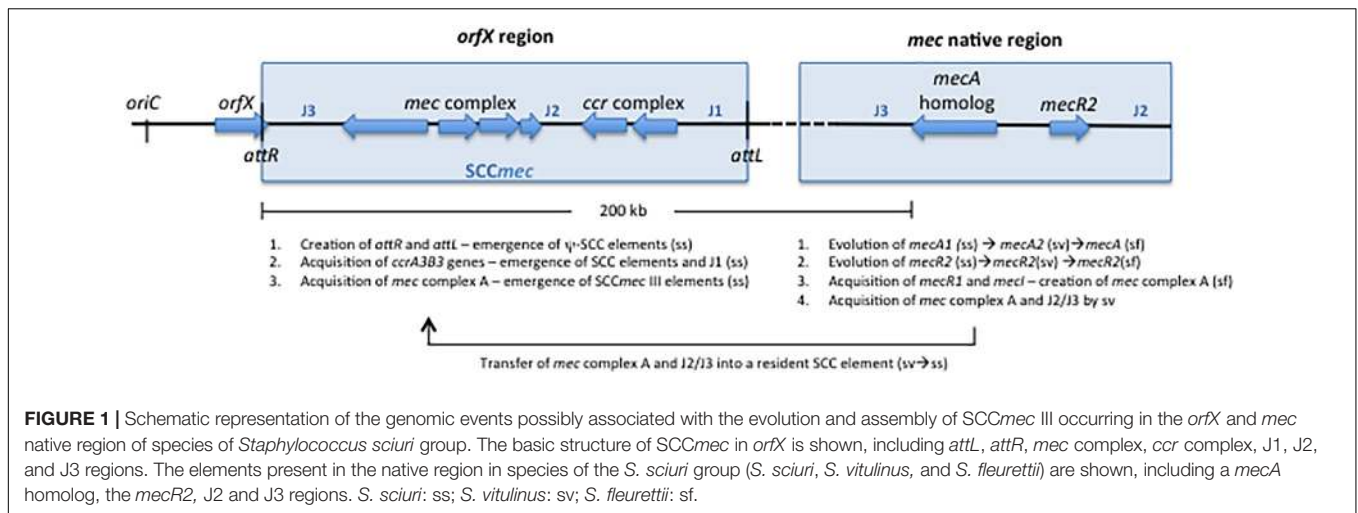 orfX region
mec native region
oriC
orfX
J3
mec complex
J2
ccr complex
J1
attR
attL
SCCmec
J3
mecA
homolog
mecR2
J2
200 kb
1. Creation of attR and attL – emergence of ψ-SCC elements (ss)
2. Acquisition of ccrA3B3 genes – emergence of SCC elements and J1 (ss)
3. Acquisition of mec complex A – emergence of SCCmec III elements (ss)
1. Evolution of mecA1 (ss) → mecA2 (sv)→mecA (sf)
2. Evolution of mecR2 (ss)→mecR2(sv) →mecR2(sf)
3. Acquisition of mecR1 and mecI – creation of mec complex A (sf)
4. Acquisition of mec complex A and J2/J3 by sv
Transfer of mec complex A and J2/J3 into a resident SCC element (sv→ss)
FIGURE 1 | Schematic representation of the genomic events possibly associated with the evolution and assembly of SCCmec III occurring in the orfX and mec
native region of species of Staphylococcus sciuri group. The basic structure of SCCmec in orfX is shown, including attL, attR, mec complex, ccr complex, J1, J2,
and J3 regions. The elements present in the native region in species of the S. sciuri group (S. sciuri, S. vitulinus, and S. fleurettii) are shown, including a mecA
homolog, the mecR2, J2 and J3 regions. S. sciuri: ss; S. vitulinus: sv; S. fleurettii: sf.